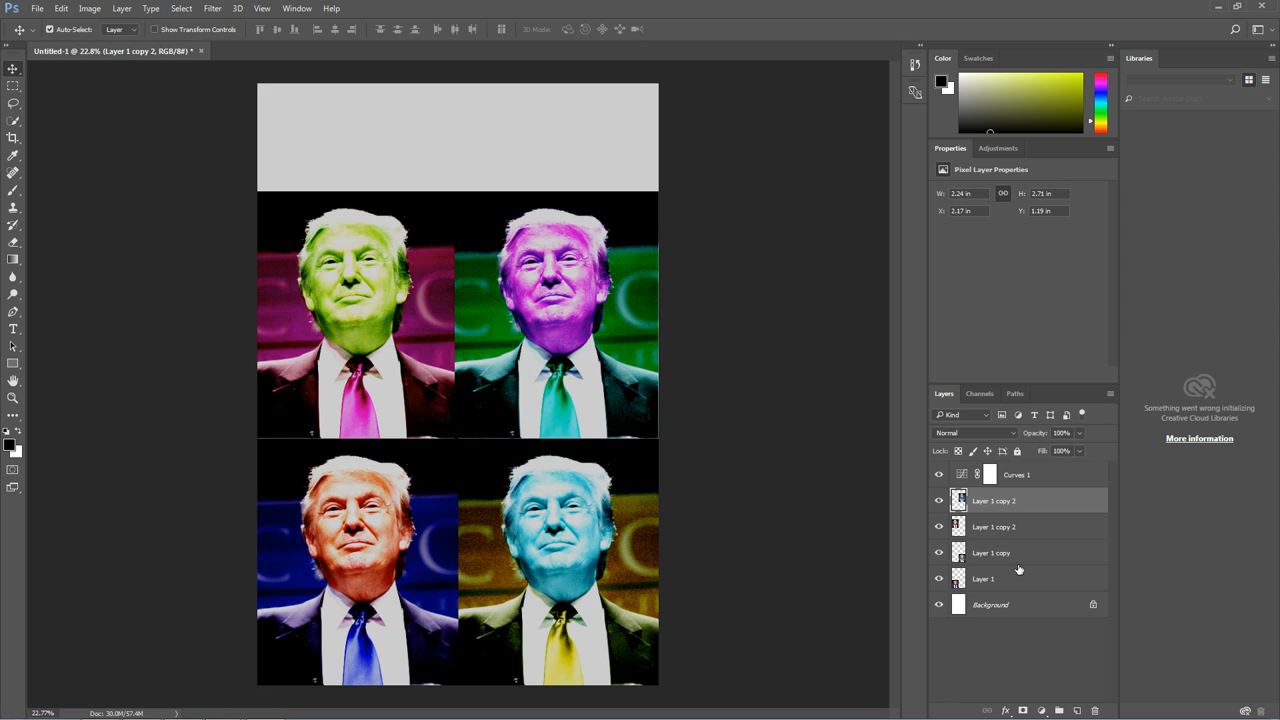 Ps File Edit Image Layer Type Select Filter 3D View Window Help
Auto-Select: Layer Show Transform Controls 3D Mode:
Untitled-1 @ 22.8% (Layer 1 copy 2, RGB/8#) * ×
Color Swatches
Libraries
Properties Adjustments
Pixel Layer Properties
W: 2.24 in H: 2.71 in
X: 2.17 in Y: 1.19 in
Layers Channels Paths
Kind
Normal Opacity: 100%
Lock: Fill: 100%
Curves 1
Layer 1 copy 2
Layer 1 copy 2
Layer 1 copy
Layer 1
Background
Something went wrong initializing
Creative Cloud Libraries
More information
22.77% Doc: 30.0M/57.4M